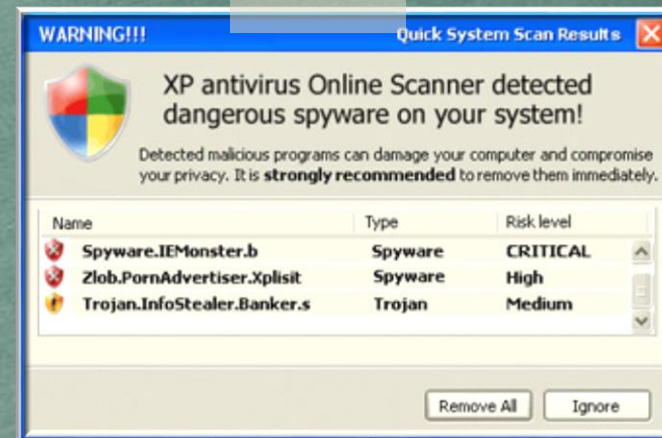 WARNING!!! Quick System Scan Results
XP antivirus Online Scanner detected
dangerous spyware on your system!
Detected malicious programs can damage your computer and compromise
your privacy. It is strongly recommended to remove them immediately.
Name Type Risk level
Spyware.IEMonster.b Spyware CRITICAL
Zlob.PornAdvertiser.Xplisit Spyware High
Trojan.InfoStealer.Banker.s Trojan Medium
Remove All Ignore